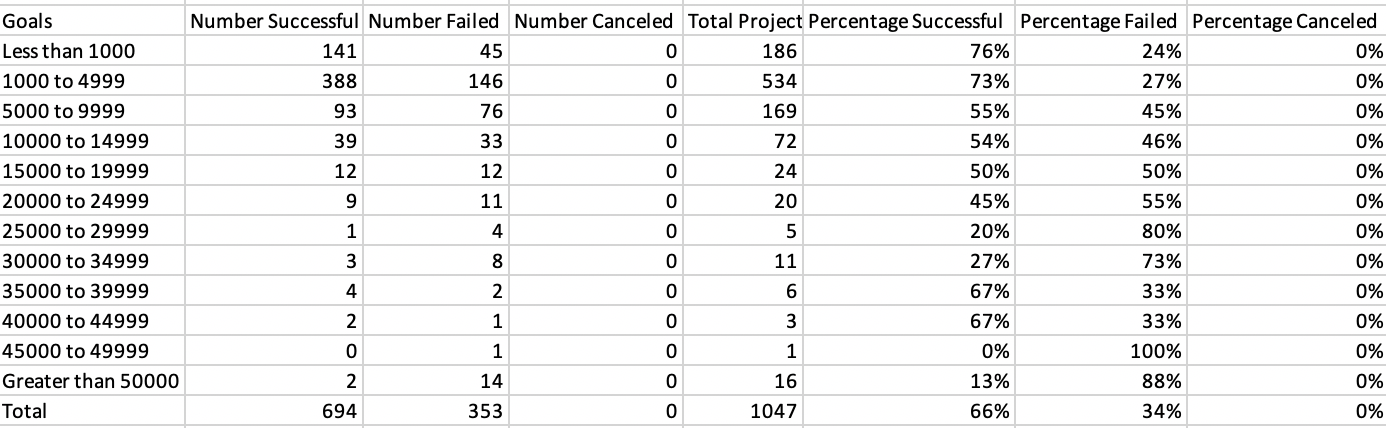 Goals Number Successful Number Failed Number Canceled Total Project Percentage Successful Percentage Failed Percentage Canceled
Less than 1000 141 45 0 186 76% 24% 0%
1000 to 4999 388 146 0 534 73% 27% 0%
5000 to 9999 93 76 0 169 55% 45% 0%
10000 to 14999 39 33 0 72 54% 46% 0%
15000 to 19999 12 12 0 24 50% 50% 0%
20000 to 24999 9 11 0 20 45% 55% 0%
25000 to 29999 1 4 0 5 20% 80% 0%
30000 to 34999 3 8 0 11 27% 73% 0%
35000 to 39999 4 2 0 6 67% 33% 0%
40000 to 44999 2 1 0 3 67% 33% 0%
45000 to 49999 0 1 0 1 0% 100% 0%
Greater than 50000 2 14 0 16 13% 88% 0%
Total 694 353 0 1047 66% 34% 0%